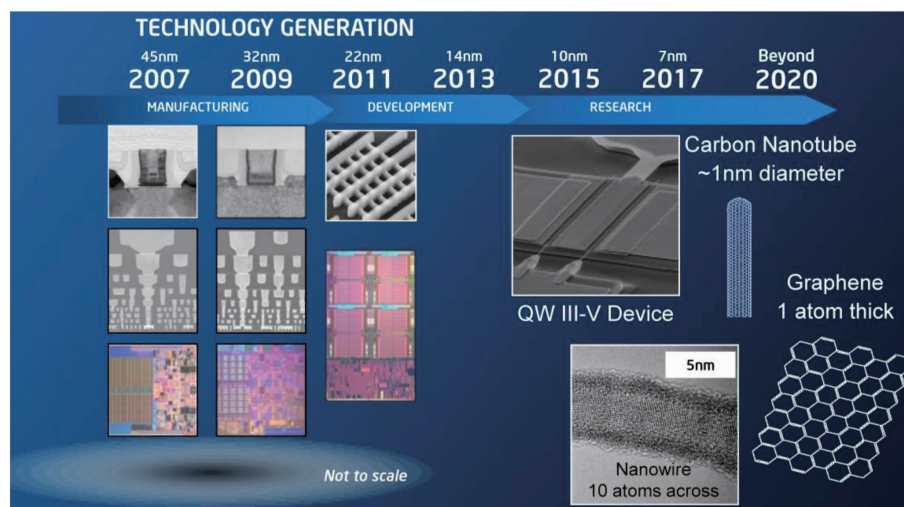 TECHNOLOGY GENERATION
45nm 32nm 22nm 14nm 10nm 7nm Beyond
2007 2009 2011 2013 2015 2017 2020
MANUFACTURING DEVELOPMENT RESEARCH
Carbon Nanotube
~1nm diameter
QW III-V Device
Graphene
1 atom thick
5nm
Nanowire
10 atoms across
Not to scale